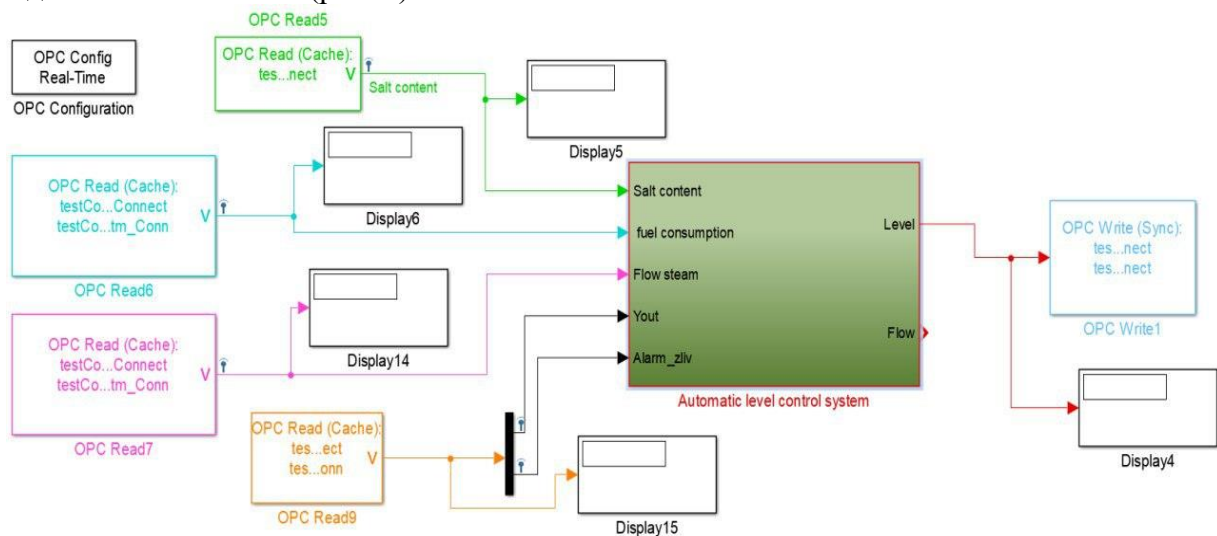 OPC Read5
OPC Config
Real-Time
OPC Configuration
OPC Read (Cache):
tes...nect
V
Salt content
Display5
OPC Read (Cache):
testCo...Connect
testCo...tm_Conn
V
OPC Read6
Display6
OPC Read (Cache):
testCo...Connect
testCo...tm_Conn
V
OPC Read7
Display14
OPC Read (Cache):
tes...ect
tes...onn
V
OPC Read9
Display15
Salt content
fuel consumption
Flow steam
Yout
Alarm_zliv
Level
Flow
Automatic level control system
OPC Write (Sync):
tes...nect
tes...nect
OPC Write1
Display4